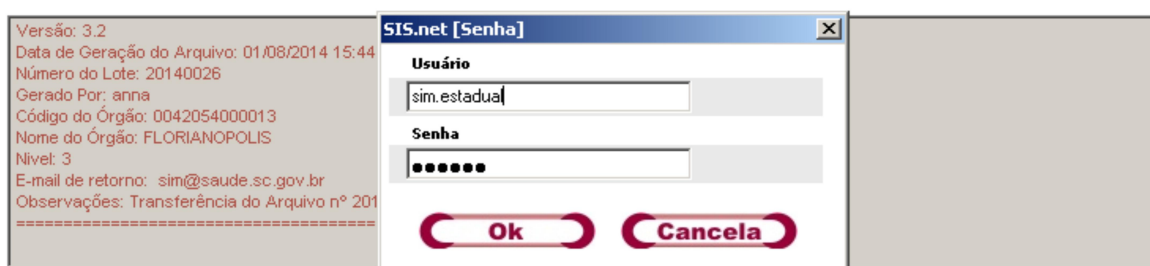 Versão: 3.2
Data de Geração do Arquivo: 01/08/2014 15:44
Número do Lote: 20140026
Gerado Por: anna
Código do Órgão: 0042054000013
Nome do Órgão: FLORIANOPOLIS
Nivel: 3
E-mail de retorno: sim@saude.sc.gov.br
Observações: Transferência do Arquivo nº 201
======================================
SIS.net [Senha]
Usuário
sim.estadual
Senha
●●●●●●
Ok
Cancela